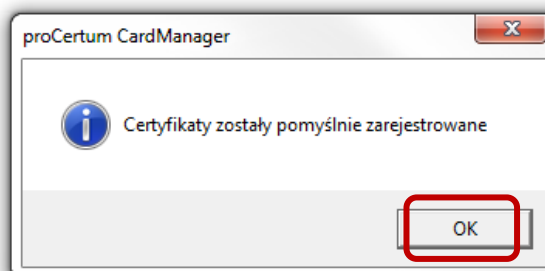 proCertum CardManager
Certyfikaty zostały pomyślnie zarejestrowane
OK